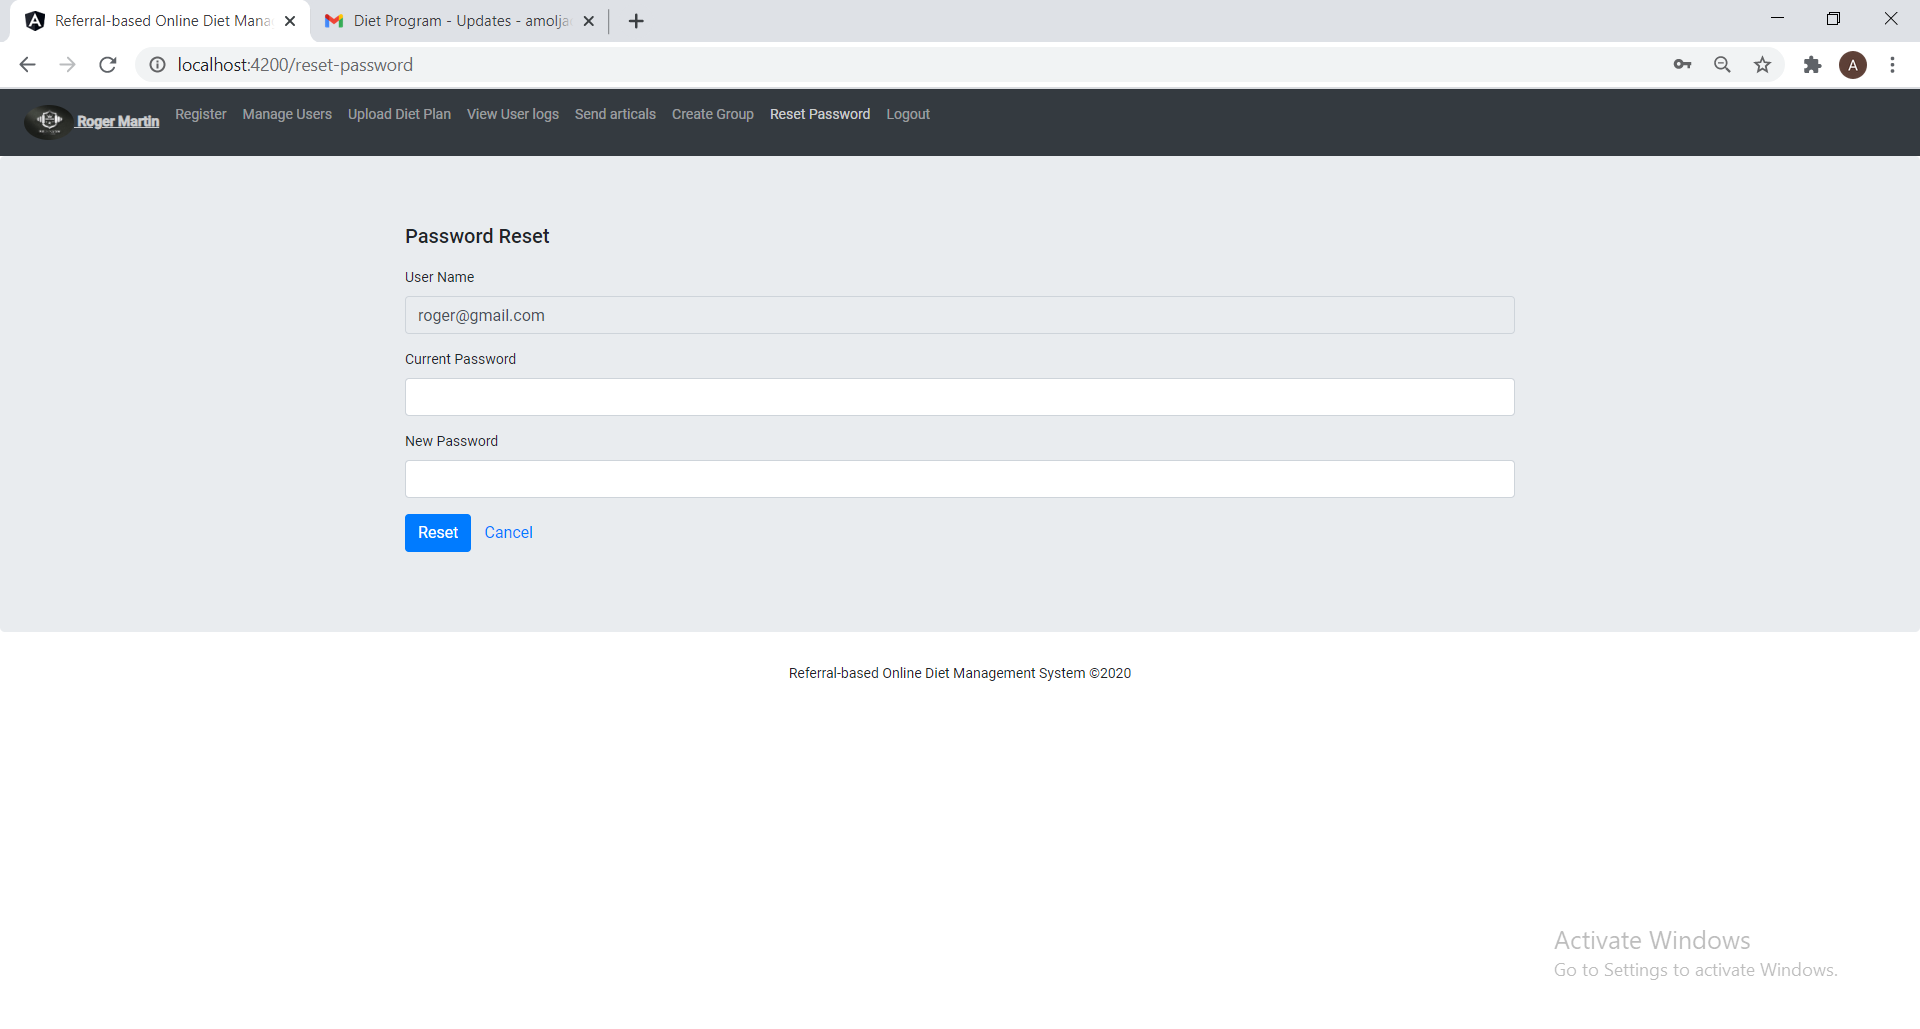 Referral-based Online Diet Mana
Diet Program - Updates - amolja
localhost:4200/reset-password
A
Roger Martin
Register
Manage Users
Upload Diet Plan
View User logs
Send articals
Create Group
Reset Password
Logout
Password Reset
User Name
roger@gmail.com
Current Password
New Password
Reset
Cancel
Referral-based Online Diet Management System ©2020
Activate Windows
Go to Settings to activate Windows.